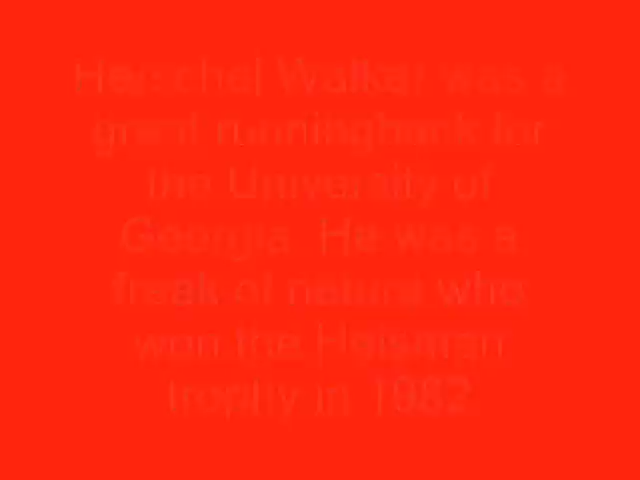 Herschel Walker was a
great runningback for
the University of
Georgia. He was a
freak of nature who
won the Heisman
trophy in 1982.